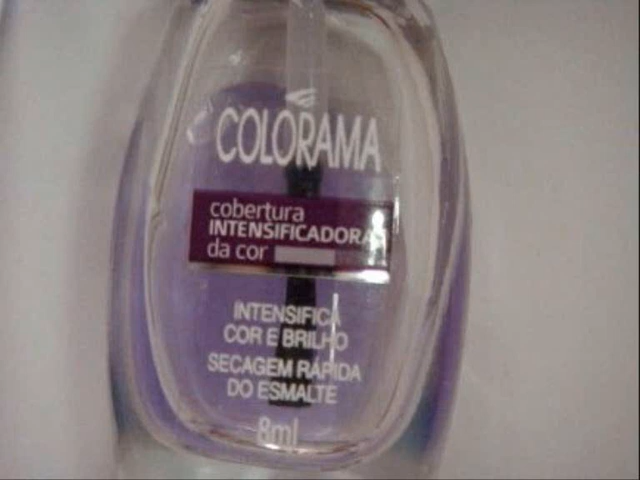 COLORAMA
cobertura
INTENSIFICADORA
da cor
INTENSIFICA
COR E BRILHO
SECAGEM RÁPIDA
DO ESMALTE
8ml